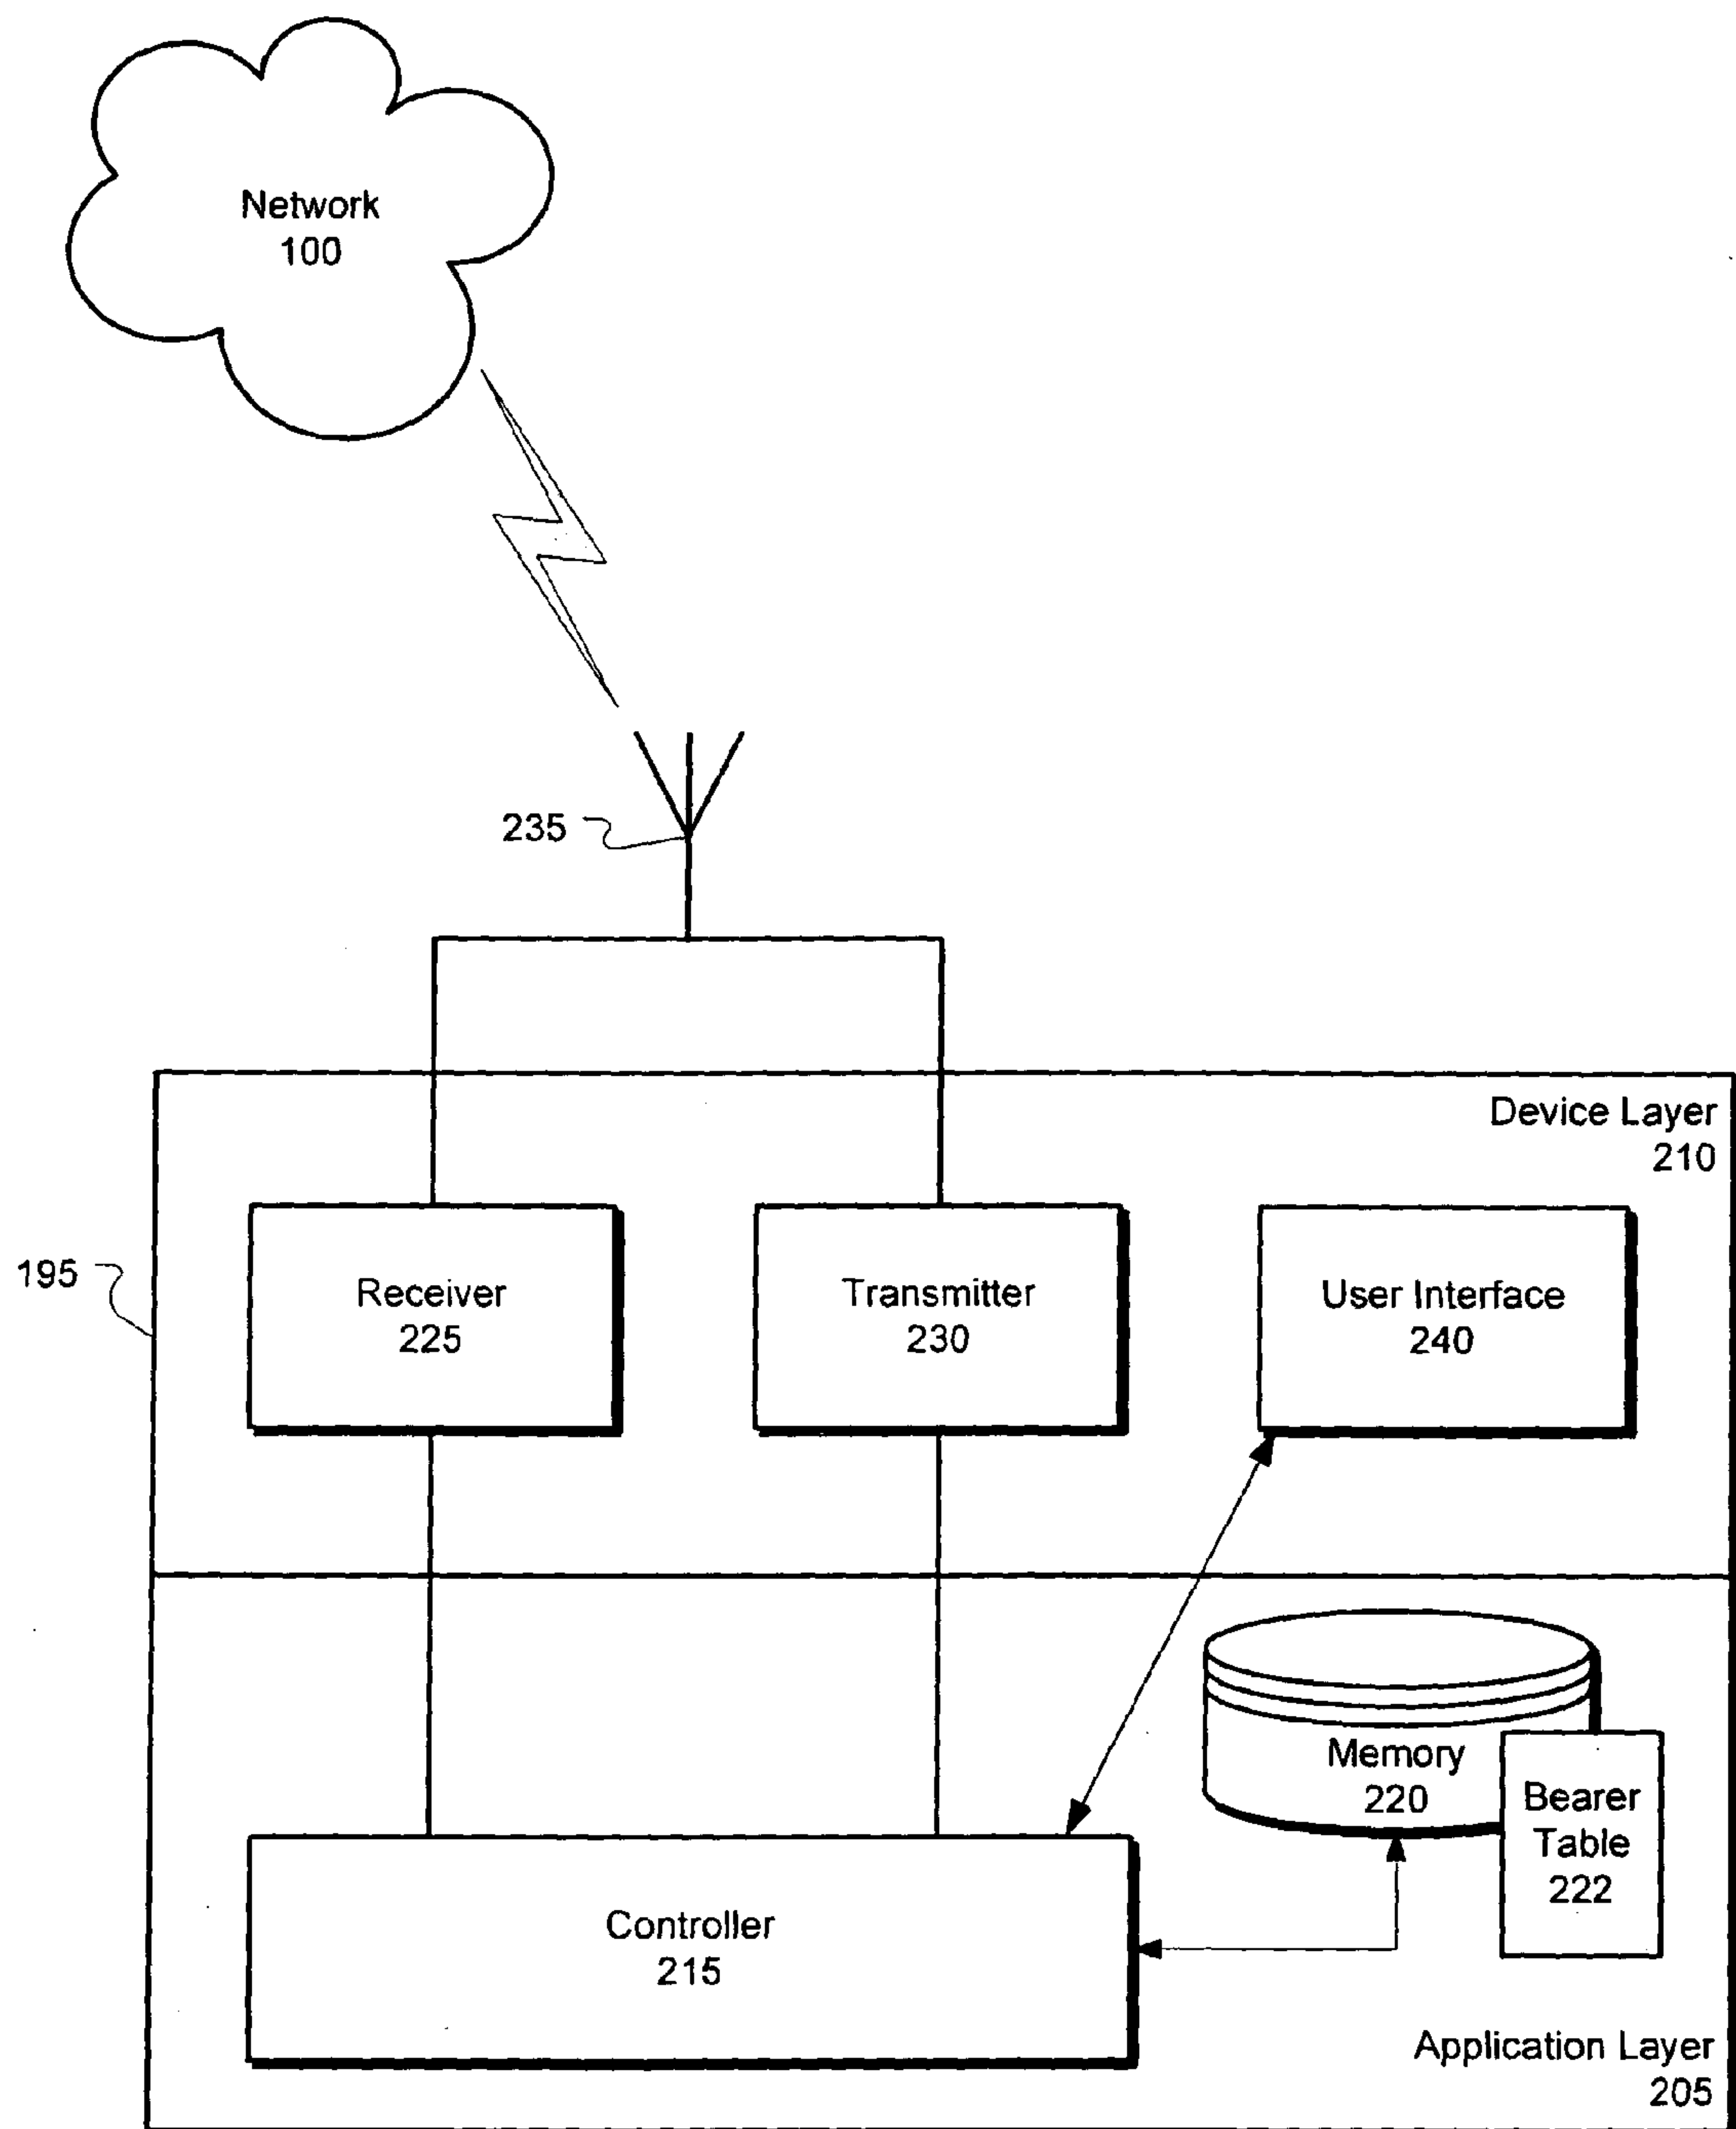 Network
100
235
Device Layer
210
195
Receiver
225
Transmitter
230
User Interface
240
Memory
220
Bearer
Table
222
Controller
215
Application Layer
205